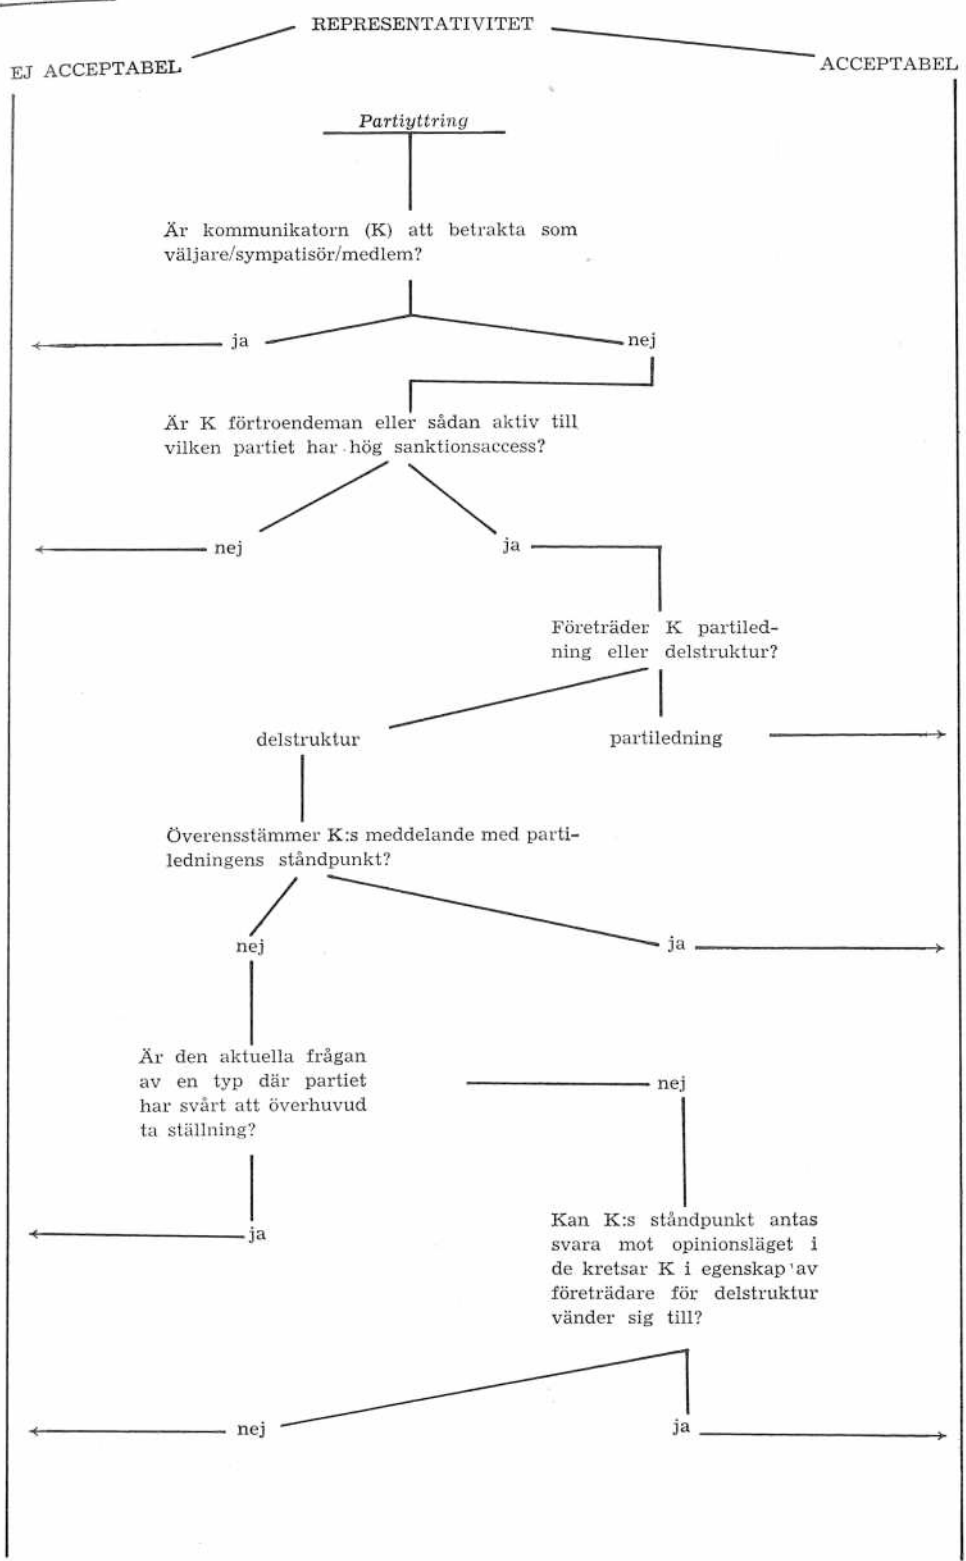 REPRESENTATIVITET
EJ ACCEPTABEL
ACCEPTABEL
Partiyttring
Är kommunikatorn (K) att betrakta som
väljare/sympatisör/medlem?
ja
nej
Är K förtroendeman eller sådan aktiv till
vilken partiet har hög sanktionsaccess?
nej
ja
Företräder K partiled-
ning eller delstruktur?
delstruktur
partiledning
Överensstämmer K:s meddelande med parti-
ledningens ståndpunkt?
nej
ja
Är den aktuella frågan
av en typ där partiet
har svårt att överhuvud
ta ställning?
nej
ja
Kan K:s ståndpunkt antas
svara mot opinionsläget i
de kretsar K i egenskap av
företrädare för delstruktur
vänder sig till?
nej
ja